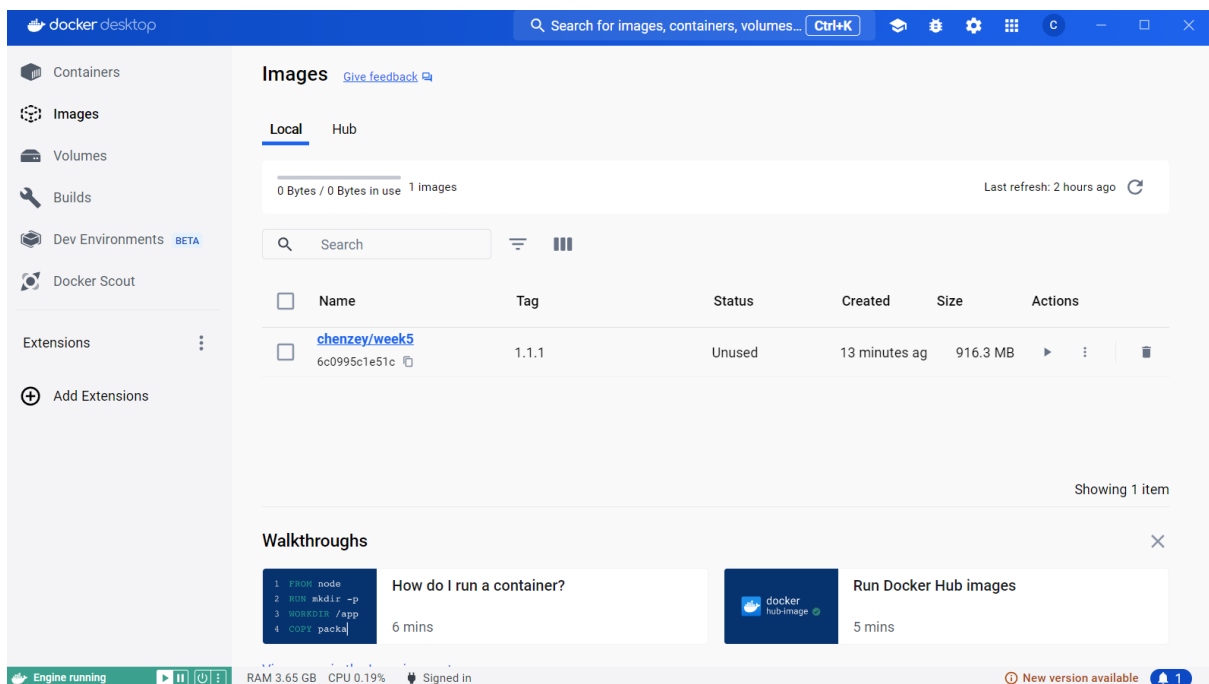 docker desktop
Search for images, containers, volumes... Ctrl+K
C
Containers
Images
Volumes
Builds
Dev Environments BETA
Docker Scout
Extensions
Add Extensions
Images Give feedback
Local Hub
0 Bytes / 0 Bytes in use 1 images
Last refresh: 2 hours ago
Search
Name Tag Status Created Size Actions
chenzey/week5
6c0995c1e51c
1.1.1 Unused 13 minutes ag 916.3 MB
Showing 1 item
Walkthroughs
1 FROM node
2 RUN mkdir -p
3 WORKDIR /app
4 COPY packa
How do I run a container?
6 mins
docker
hub-image
Run Docker Hub images
5 mins
Engine running
RAM 3.65 GB CPU 0.19% Signed in
New version available
1